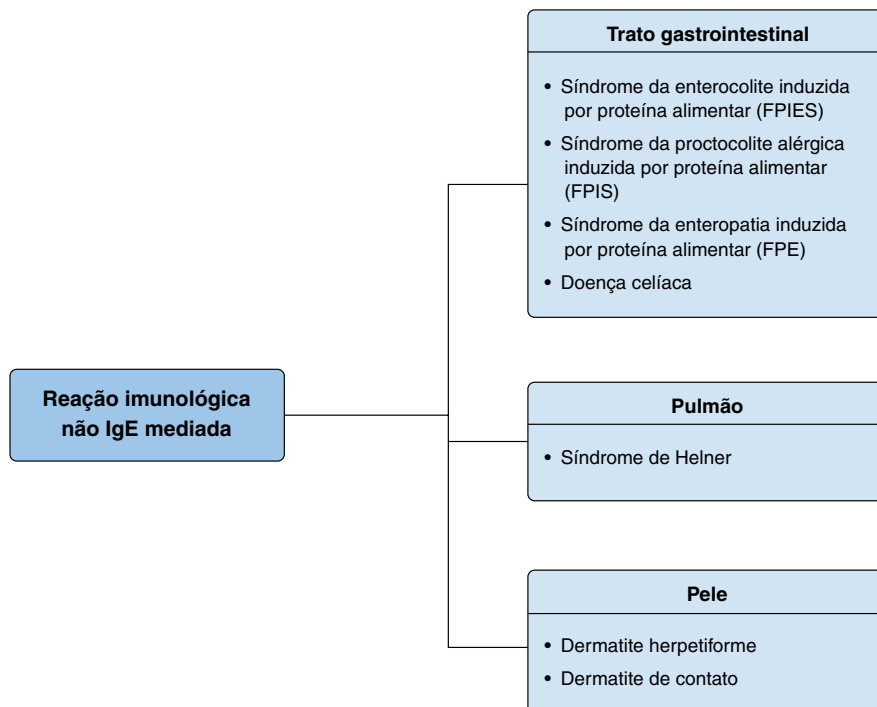 Trato gastrointestinal
• Síndrome da enterocolite induzida
por proteína alimentar (FPIES)
• Síndrome da proctocolite alérgica
induzida por proteína alimentar
(FPIS)
• Síndrome da enteropatia induzida
por proteína alimentar (FPE)
• Doença celíaca
Reação imunológica
não IgE mediada
Pulmão
• Síndrome de Helner
Pele
• Dermatite herpetiforme
• Dermatite de contato